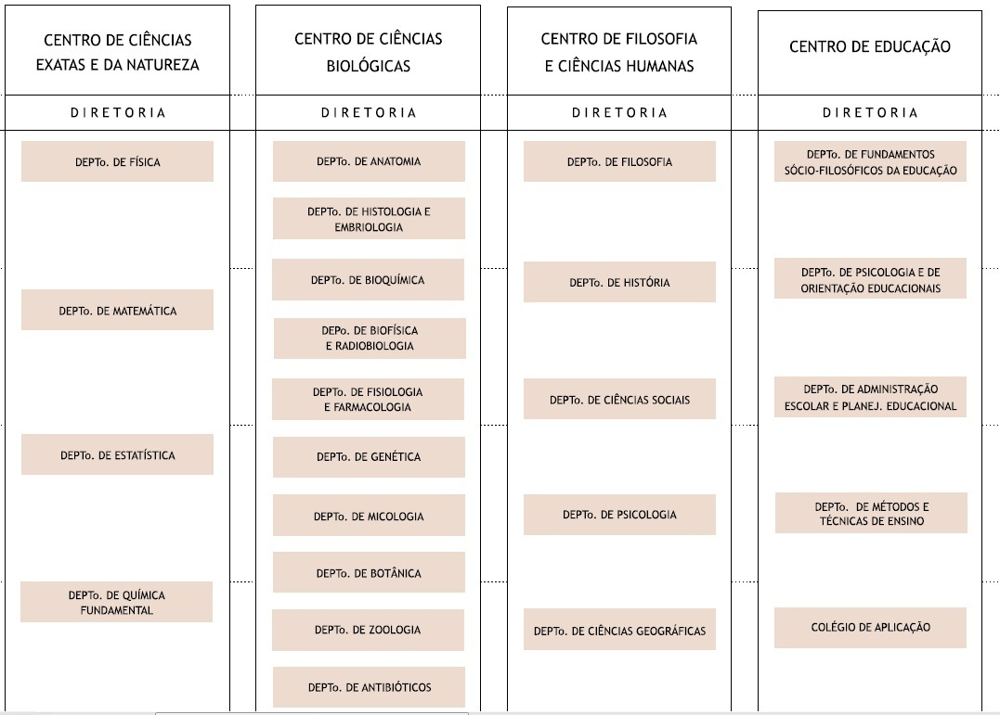 CENTRO DE CIÊNCIAS
EXATAS E DA NATUREZA
DIRETORIA
DEPTo. DE FÍSICA
DEPTo. DE MATEMÁTICA
DEPTo. DE ESTATÍSTICA
DEPTo. DE QUÍMICA
FUNDAMENTAL
CENTRO DE CIÊNCIAS
BIOLÓGICAS
DIRETORIA
DEPTo. DE ANATOMIA
DEPTo. DE HISTOLOGIA E
EMBRIOLOGIA
DEPTo. DE BIOQUÍMICA
DEPo. DE BIOFÍSICA
E RADIOBIOLOGIA
DEPTo. DE FISIOLOGIA
E FARMACOLOGIA
DEPTo. DE GENÉTICA
DEPTo. DE MICOLOGIA
DEPTo. DE BOTÂNICA
DEPTo. DE ZOOLOGIA
DEPTo. DE ANTIBIÓTICOS
CENTRO DE FILOSOFIA
E CIÊNCIAS HUMANAS
DIRETORIA
DEPTo. DE FILOSOFIA
DEPTo. DE HISTÓRIA
DEPTo. DE CIÊNCIAS SOCIAIS
DEPTo. DE PSICOLOGIA
DEPTo. DE CIÊNCIAS GEOGRÁFICAS
CENTRO DE EDUCAÇÃO
DIRETORIA
DEPTo. DE FUNDAMENTOS
SÓCIO-FILOSÓFICOS DA EDUCAÇÃO
DEPTo. DE PSICOLOGIA E DE
ORIENTAÇÃO EDUCACIONAIS
DEPTo. DE ADMINISTRAÇÃO
ESCOLAR E PLANEJ. EDUCACIONAL
DEPTo. DE MÉTODOS E
TÉCNICAS DE ENSINO
COLÉGIO DE APLICAÇÃO